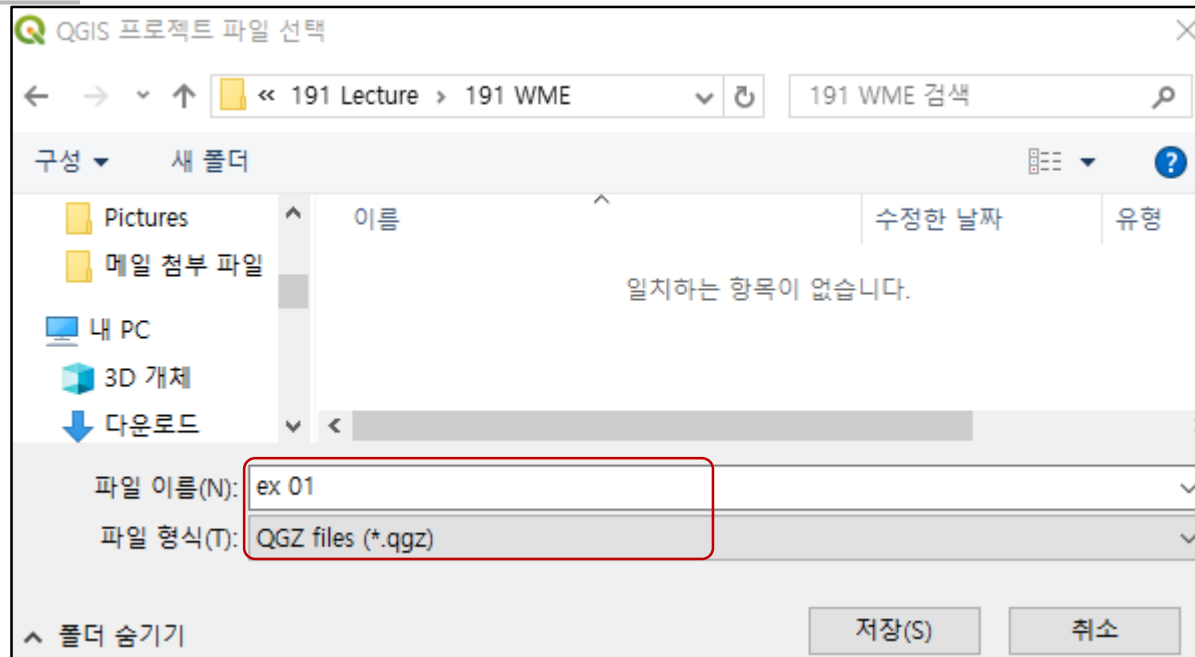 QGIS 프로젝트 파일 선택
« 191 Lecture › 191 WME
191 WME 검색
구성
새 폴더
?
Pictures
메일 첨부 파일
내 PC
3D 개체
다운로드
이름
수정한 날짜
유형
일치하는 항목이 없습니다.
파일 이름(N): ex 01
파일 형식(T): QGZ files (*.qgz)
폴더 숨기기
저장(S)
취소